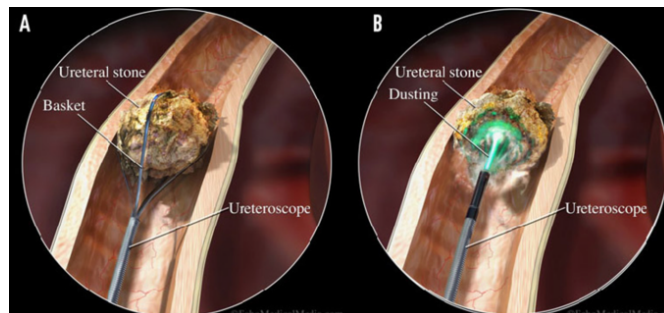 A
Ureteral stone
Basket
Ureteroscope
B
Ureteral stone
Dusting
Ureteroscope